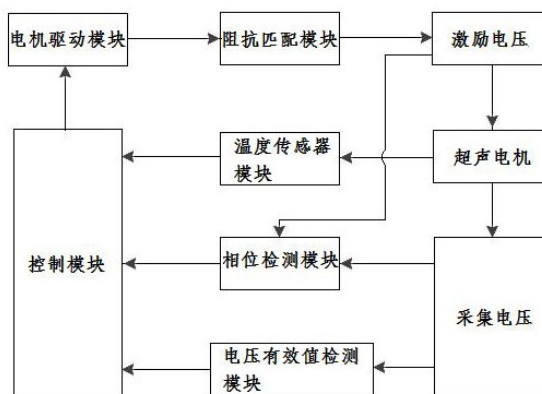 电机驱动模块
阻抗匹配模块
激励电压
温度传感器
模块
超声电机
控制模块
相位检测模块
采集电压
电压有效值检测
模块